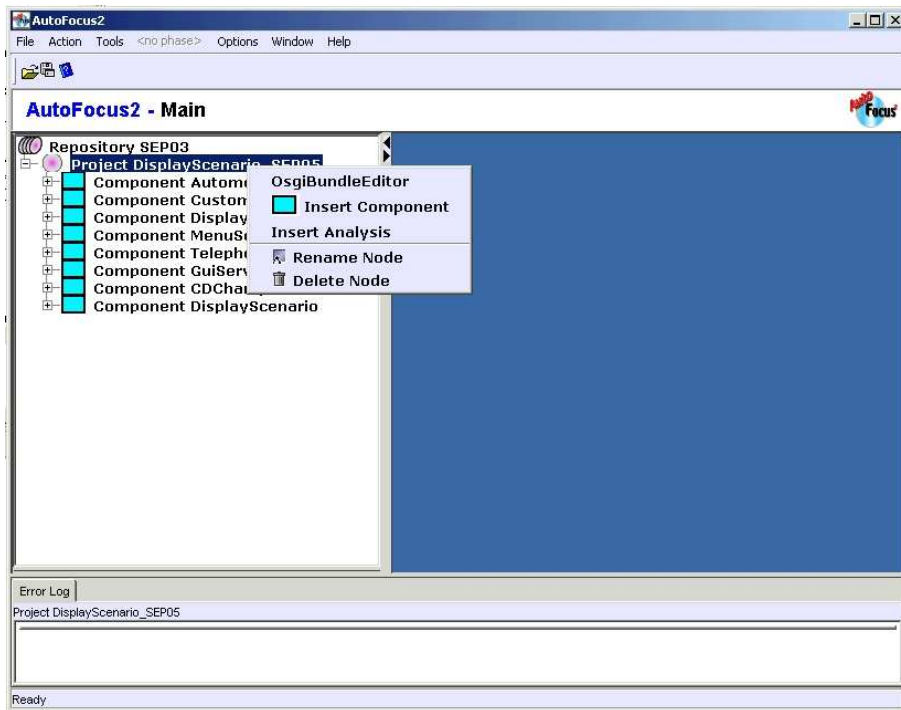 AutoFocus2
File Action Tools <no phase> Options Window Help
AutoFocus2 - Main
Auto Focus
Repository SEP03
Project DisplayScenario_SEP05
Component Autom
Component Custom
Component Display
Component MenuS
Component Teleph
Component GuiServ
Component CDCha
Component DisplayScenario
OsgiBundleEditor
Insert Component
Insert Analysis
Rename Node
Delete Node
Error Log
Project DisplayScenario_SEP05
Ready